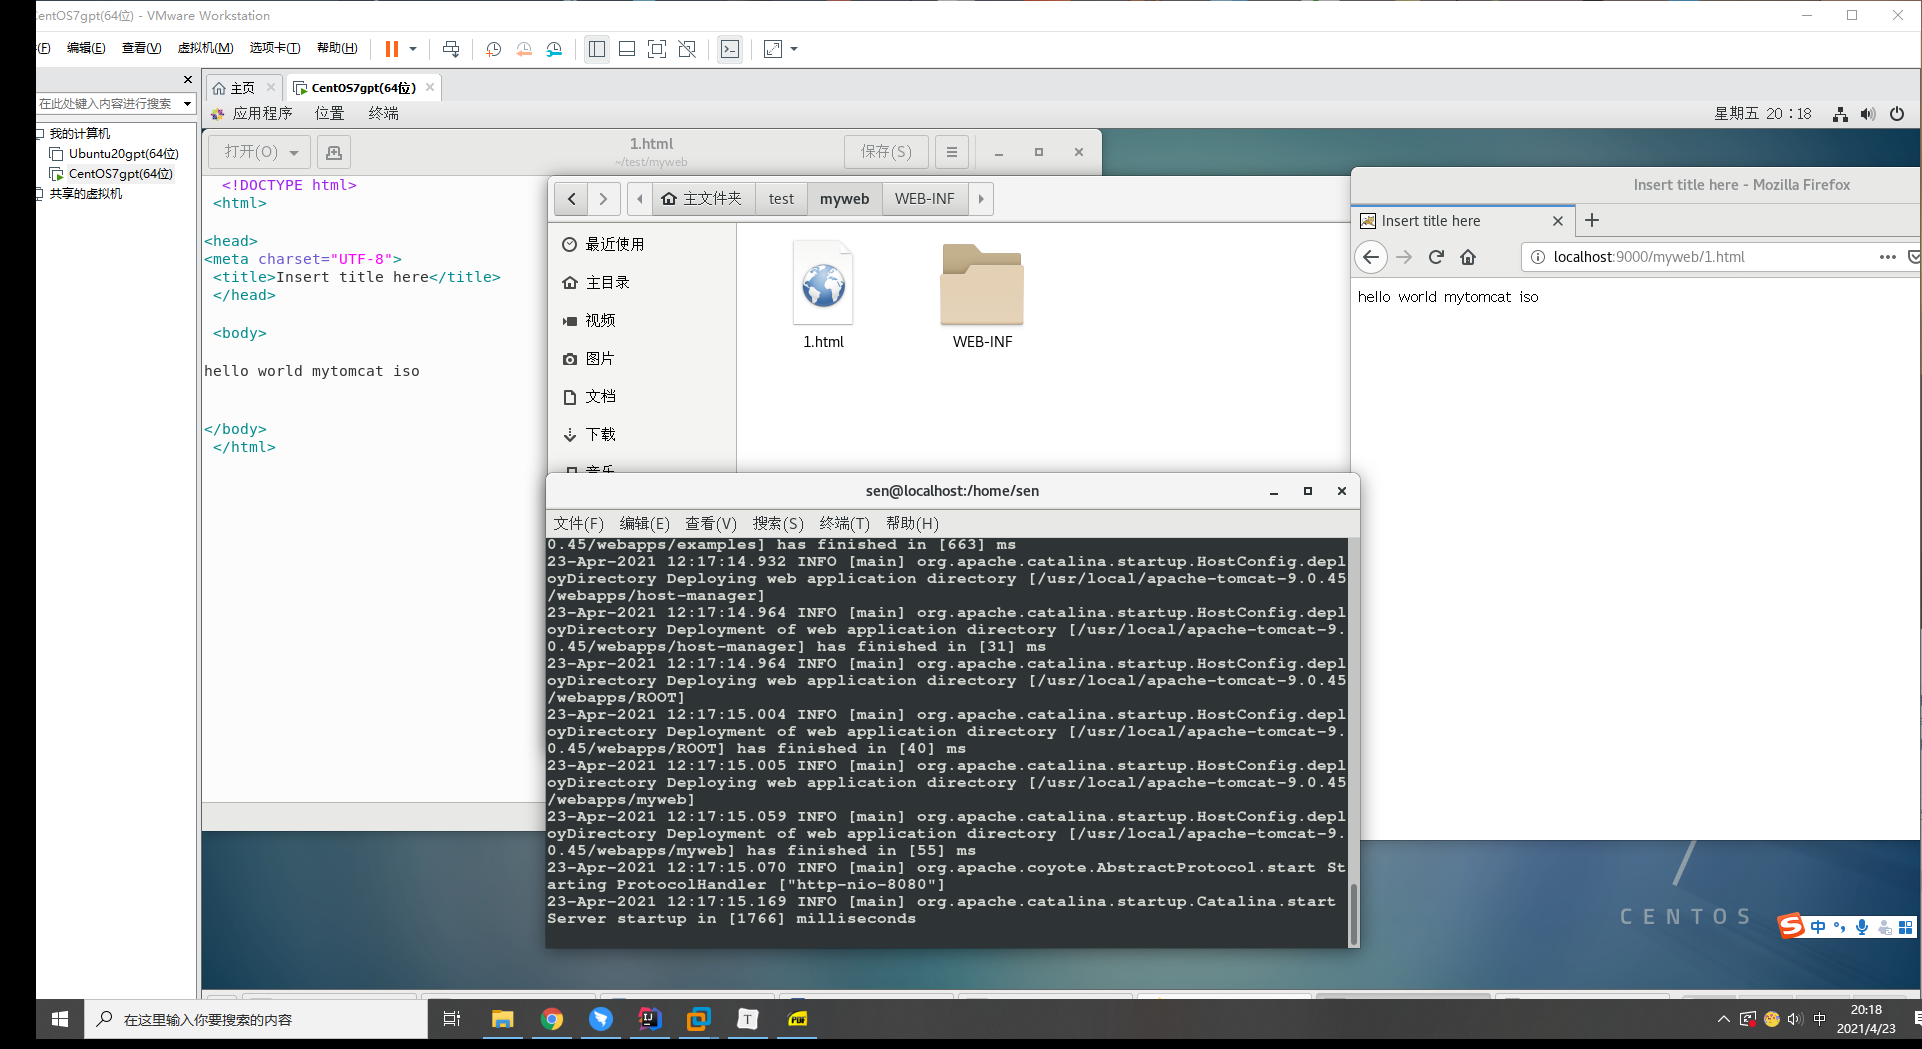 CentOS7gpt(64位) - VMware Workstation
(F) 编辑(E) 查看(V) 虚拟机(M) 选项卡(T) 帮助(H)
在此处键入内容进行搜索
我的计算机
Ubuntu20gpt(64位)
CentOS7gpt(64位)
共享的虚拟机
主页
CentOS7gpt(64位)
应用程序 位置 终端
星期五 20：18
打开(O)
1.html
~/test/myweb
保存(S)
<!DOCTYPE html>
<html>
<head>
<meta charset="UTF-8">
<title>Insert title here</title>
</head>
<body>
hello world mytomcat iso
</body>
</html>
主文件夹 test myweb WEB-INF
最近使用
主目录
视频
图片
文档
下载
音乐
1.html
WEB-INF
Insert title here - Mozilla Firefox
Insert title here
localhost:9000/myweb/1.html
hello world mytomcat iso
sen@localhost:/home/sen
文件(F) 编辑(E) 查看(V) 搜索(S) 终端(T) 帮助(H)
0.45/webapps/examples] has finished in [663] ms
23-Apr-2021 12:17:14.932 INFO [main] org.apache.catalina.startup.HostConfig.depl
oyDirectory Deploying web application directory [/usr/local/apache-tomcat-9.0.45
/webapps/host-manager]
23-Apr-2021 12:17:14.964 INFO [main] org.apache.catalina.startup.HostConfig.depl
oyDirectory Deployment of web application directory [/usr/local/apache-tomcat-9.
0.45/webapps/host-manager] has finished in [31] ms
23-Apr-2021 12:17:14.964 INFO [main] org.apache.catalina.startup.HostConfig.depl
oyDirectory Deploying web application directory [/usr/local/apache-tomcat-9.0.45
/webapps/ROOT]
23-Apr-2021 12:17:15.004 INFO [main] org.apache.catalina.startup.HostConfig.depl
oyDirectory Deployment of web application directory [/usr/local/apache-tomcat-9.
0.45/webapps/ROOT] has finished in [40] ms
23-Apr-2021 12:17:15.005 INFO [main] org.apache.catalina.startup.HostConfig.depl
oyDirectory Deploying web application directory [/usr/local/apache-tomcat-9.0.45
/webapps/myweb]
23-Apr-2021 12:17:15.059 INFO [main] org.apache.catalina.startup.HostConfig.depl
oyDirectory Deployment of web application directory [/usr/local/apache-tomcat-9.
0.45/webapps/myweb] has finished in [55] ms
23-Apr-2021 12:17:15.070 INFO [main] org.apache.coyote.AbstractProtocol.start St
arting ProtocolHandler ["http-nio-8080"]
23-Apr-2021 12:17:15.169 INFO [main] org.apache.catalina.startup.Catalina.start
Server startup in [1766] milliseconds
CENTOS
中
在这里输入你要搜索的内容
中
20:18
2021/4/23